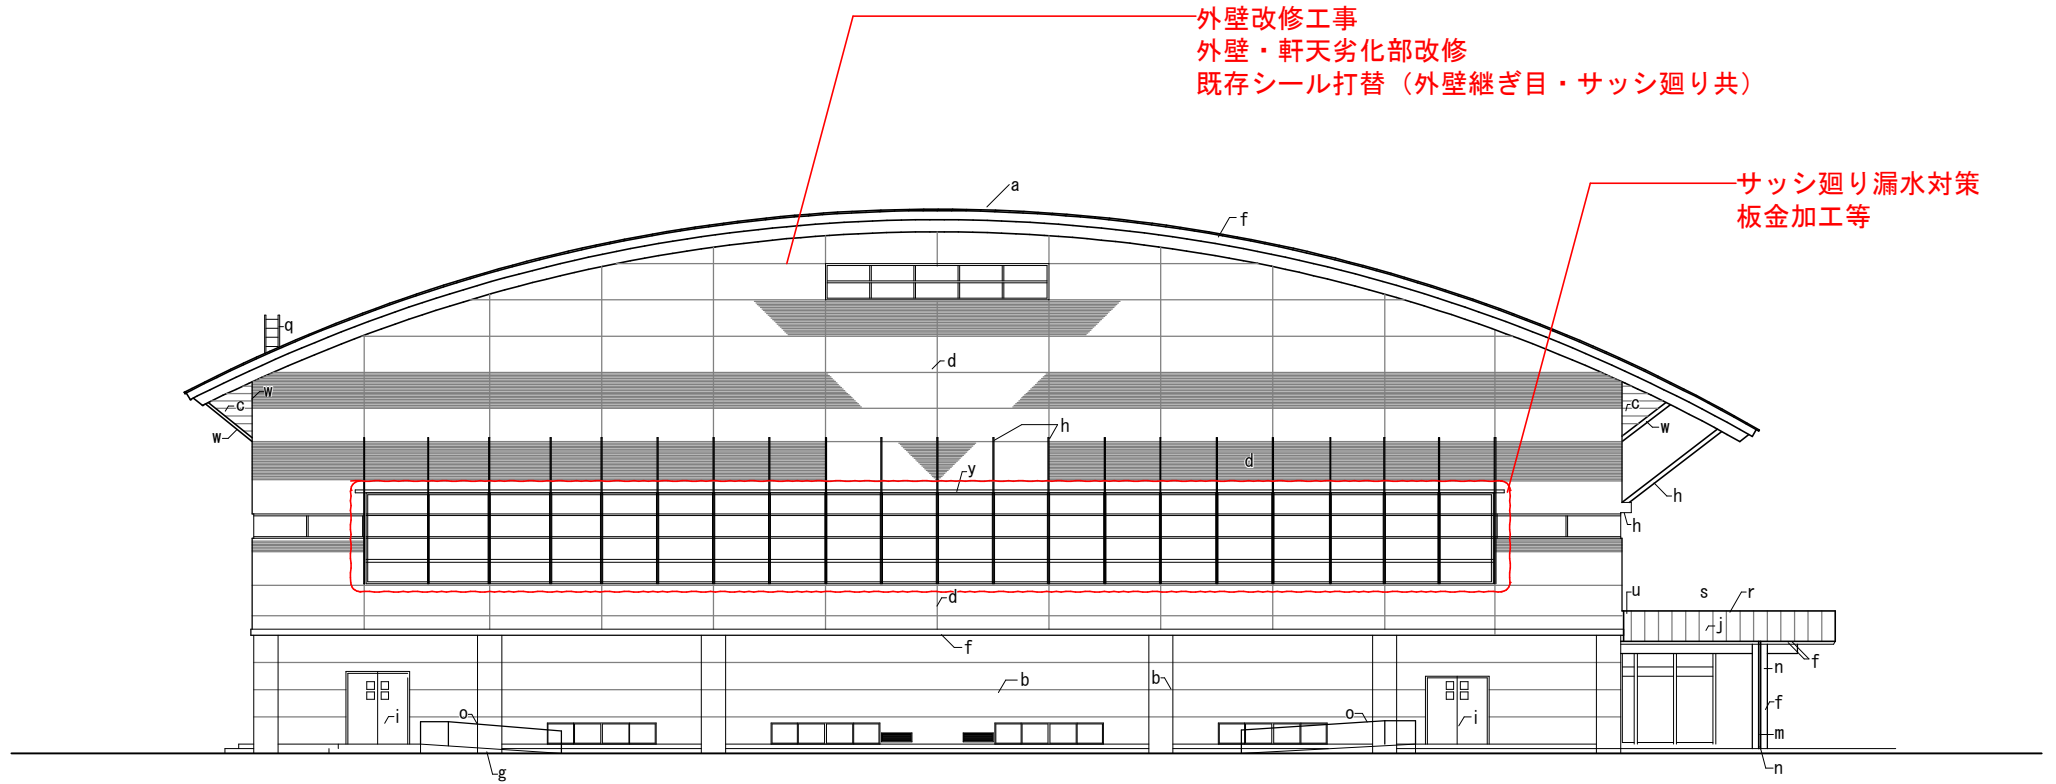 外壁改修工事
外壁・軒天劣化部改修
既存シール打替（外壁継ぎ目・サッシ廻り共）
サッシ廻り漏水対策
板金加工等
a
f
q
d
w
c
w
c
w
h
d
y
h
h
d
u
s
r
j
f
f
n
b
b
i
o
o
i
f
m
g
n